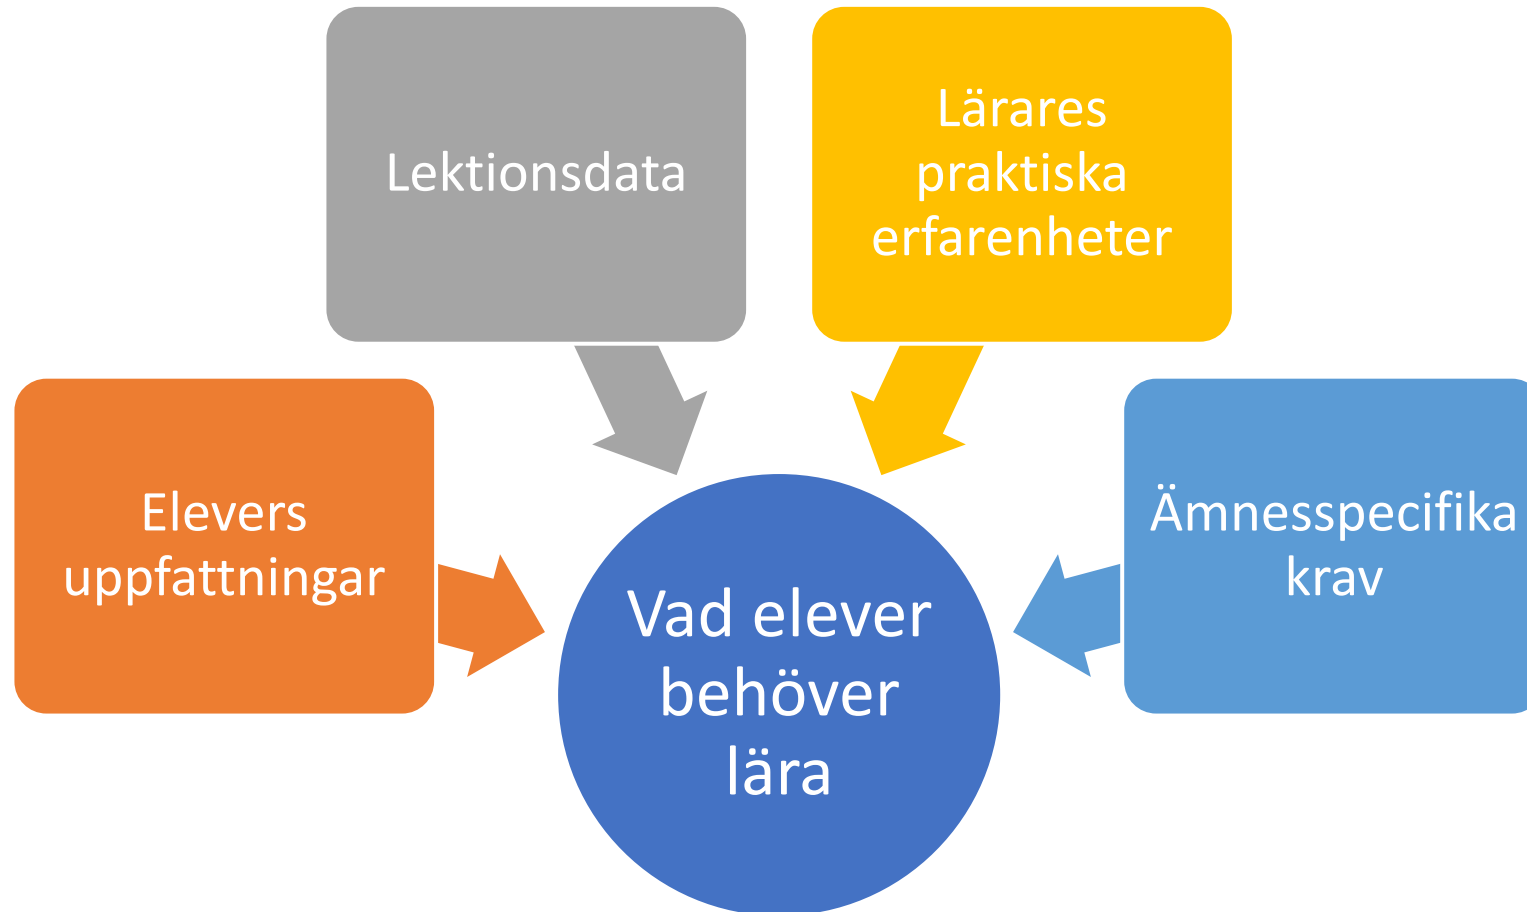 Lektionsdata
Lärares
praktiska
erfarenheter
Elevers
uppfattningar
Ämnesspecifika
krav
Vad elever
behöver
lära